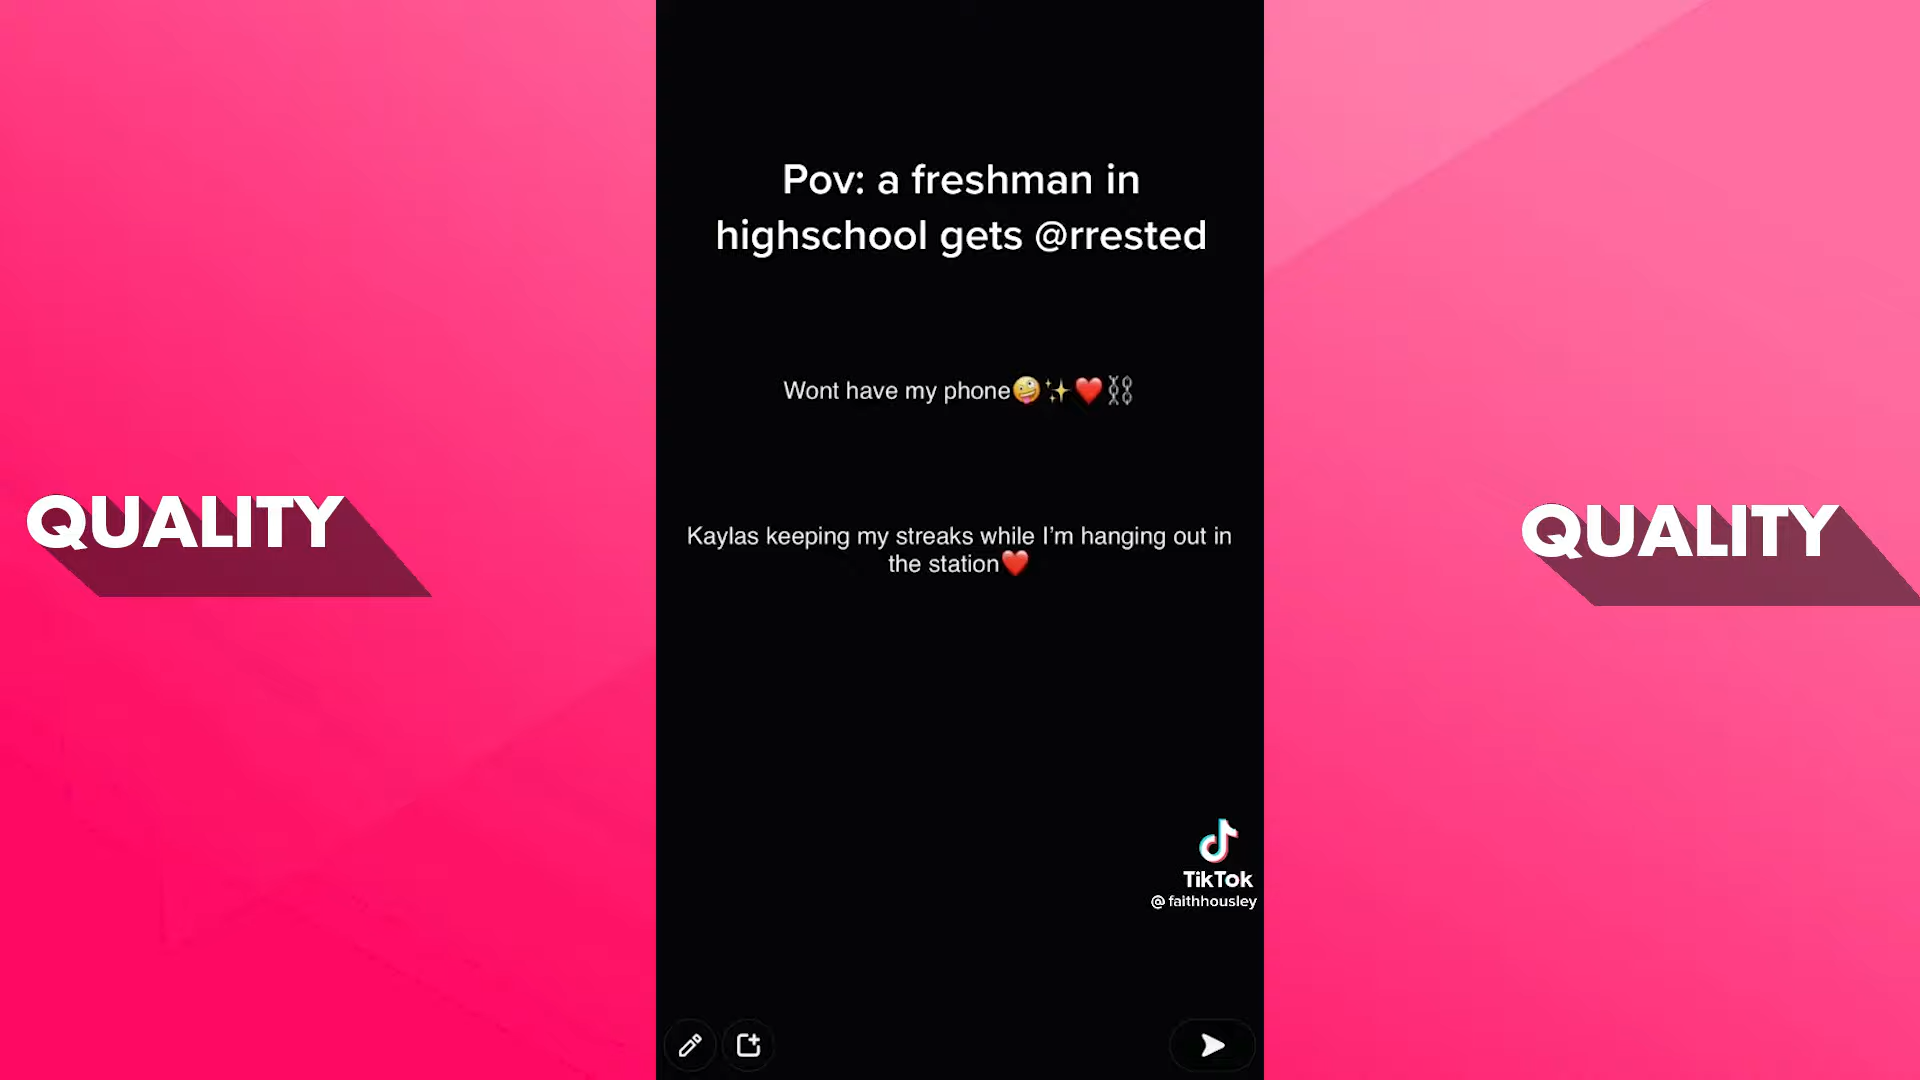 Pov: a freshman in
highschool gets @rrested
Wont have my phone🤪✨❤️⛓
QUALITY
QUALITY
Kaylas keeping my streaks while I'm hanging out in
the station❤️
TikTok
@faithhousley